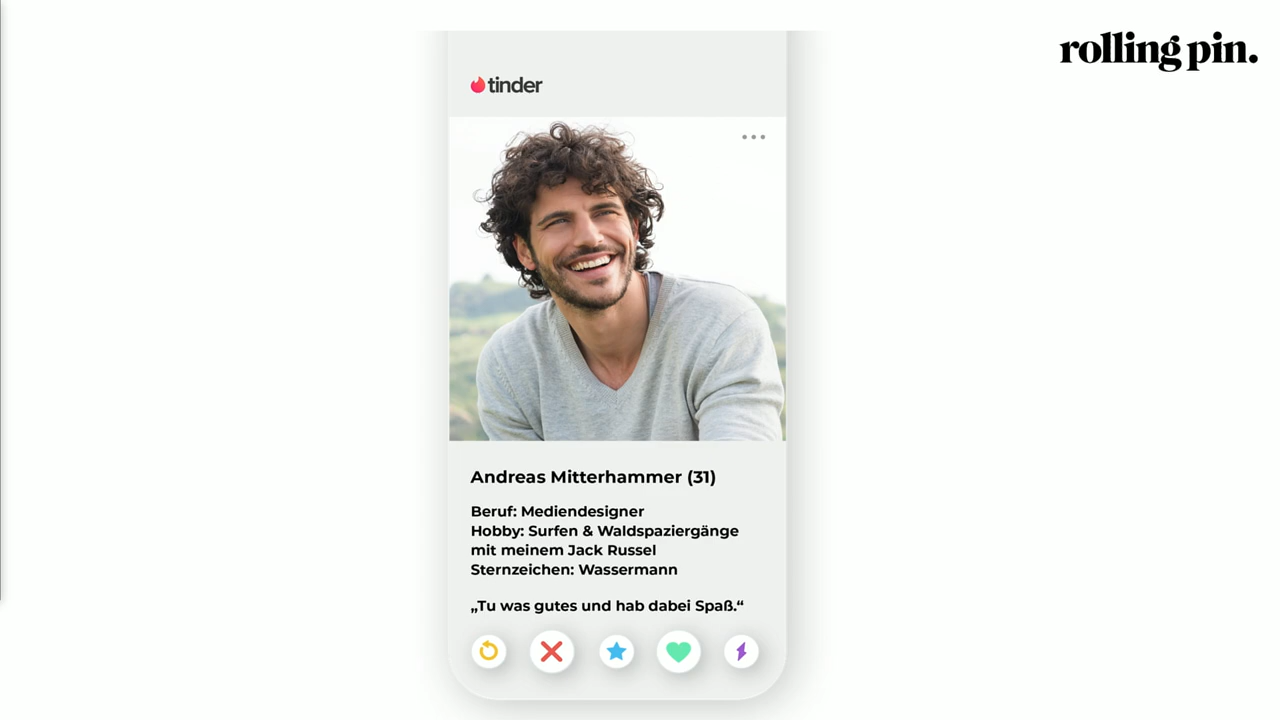 rolling pin.
tinder
Andreas Mitterhammer (31)
Beruf: Mediendesigner
Hobby: Surfen & Waldspaziergänge
mit meinem Jack Russel
Sternzeichen: Wassermann
„Tu was gutes und hab dabei Spaß.“